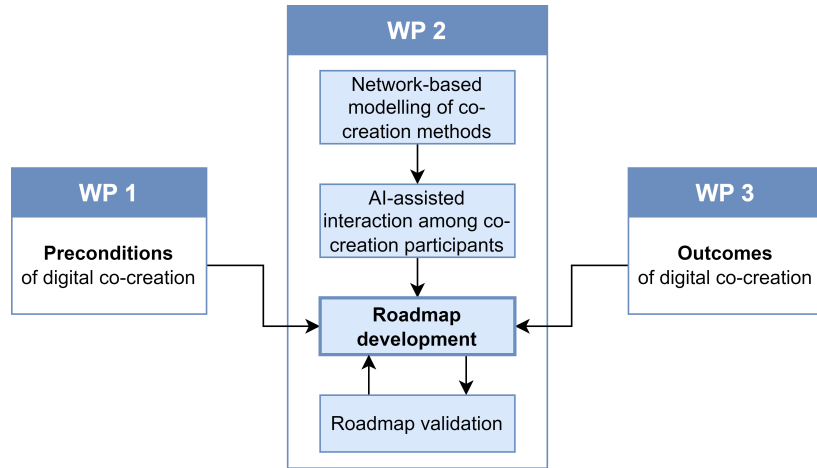 WP 2
Network-based
modelling of co-
creation methods
WP 1
Preconditions
of digital co-creation
AI-assisted
interaction among co-
creation participants
WP 3
Outcomes
of digital co-creation
Roadmap
development
Roadmap validation